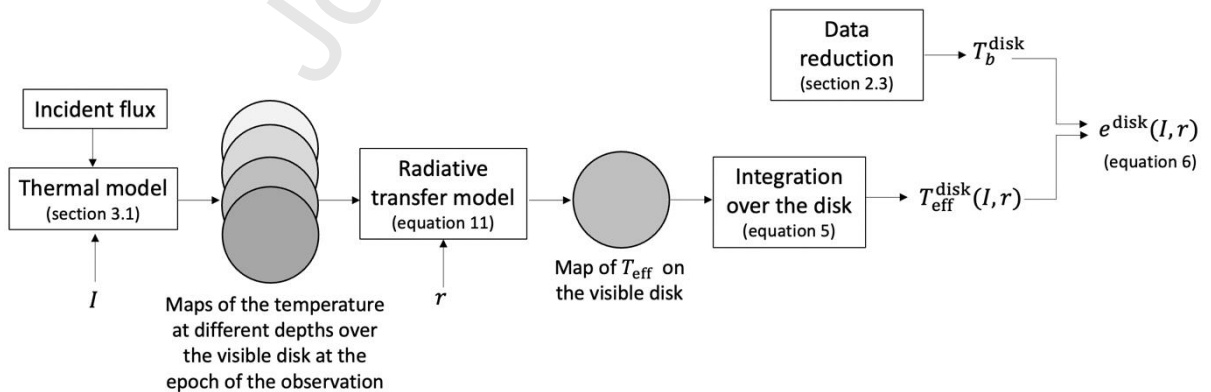 Jo
Data
reduction
(section 2.3)
T_b^disk
Incident flux
Thermal model
(section 3.1)
I
Maps of the temperature
at different depths over
the visible disk at the
epoch of the observation
Radiative
transfer model
(equation 11)
r
Map of T_eff on
the visible disk
Integration
over the disk
(equation 5)
T_eff^disk(I, r)
e^disk(I, r)
(equation 6)